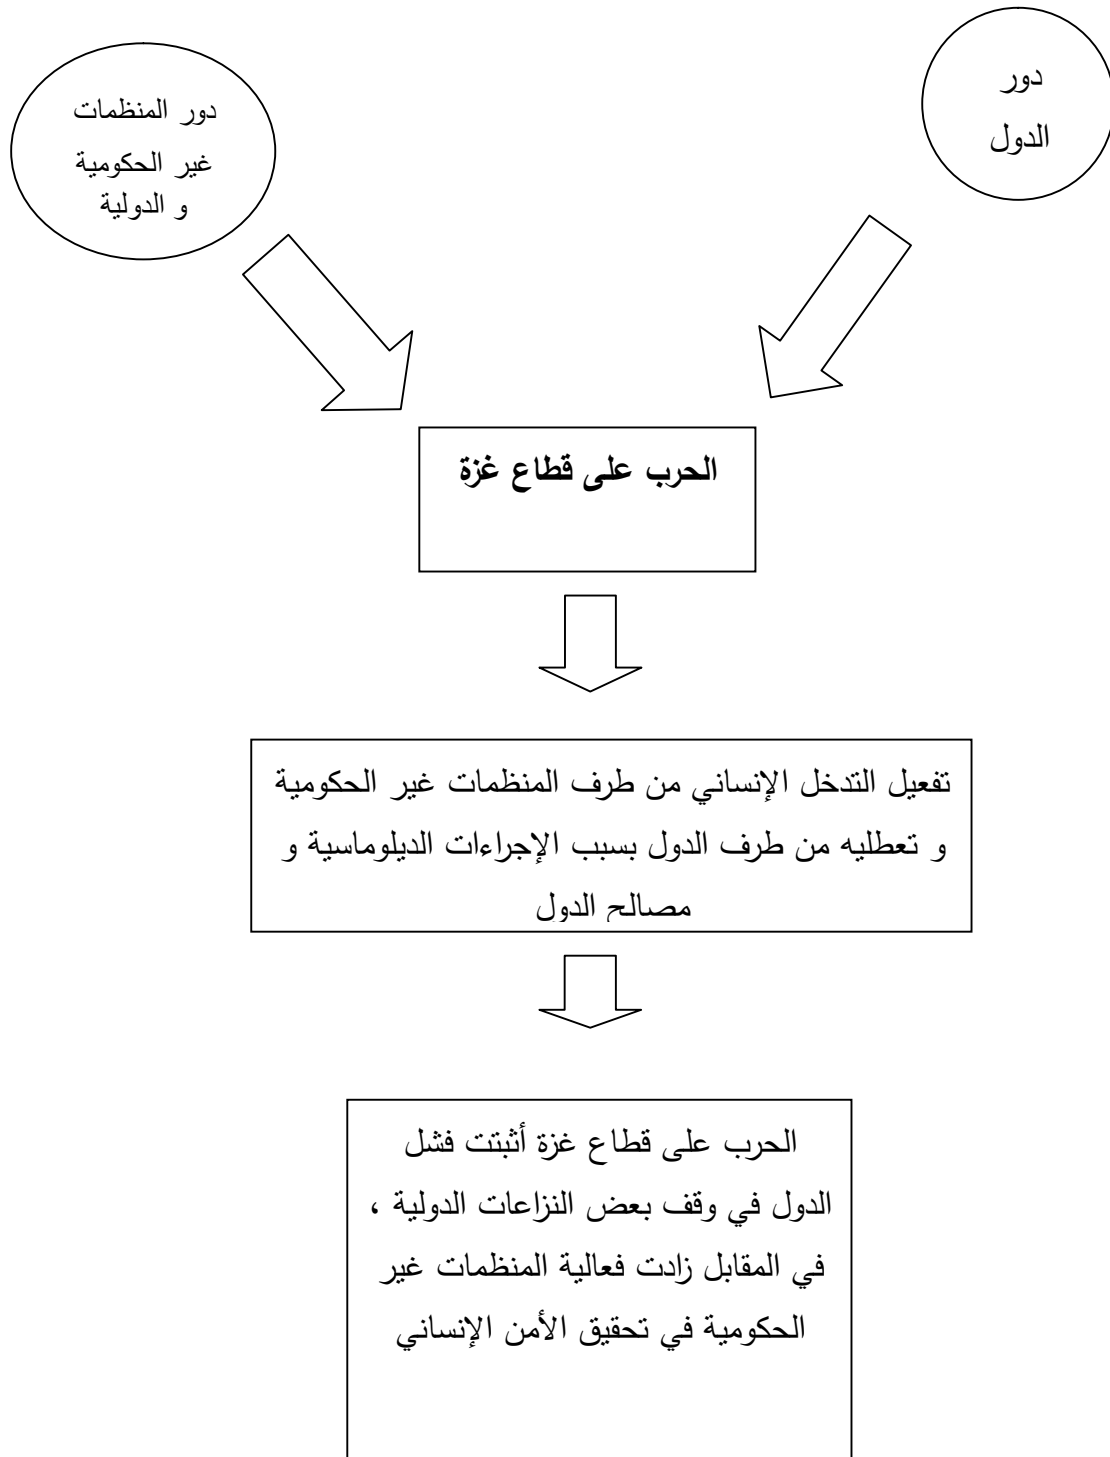 دور
الدول
دور المنظمات
غير الحكومية
و الدولية
الحرب على قطاع غزة
تفعيل التدخل الإنساني من طرف المنظمات غير الحكومية
و تعطليه من طرف الدول بسبب الإجراءات الديلوماسية و
مصالح الدول
الحرب على قطاع غزة أثبتت فشل
الدول في وقف بعض النزاعات الدولية ،
في المقابل زادت فعالية المنظمات غير
الحكومية في تحقيق الأمن الإنساني